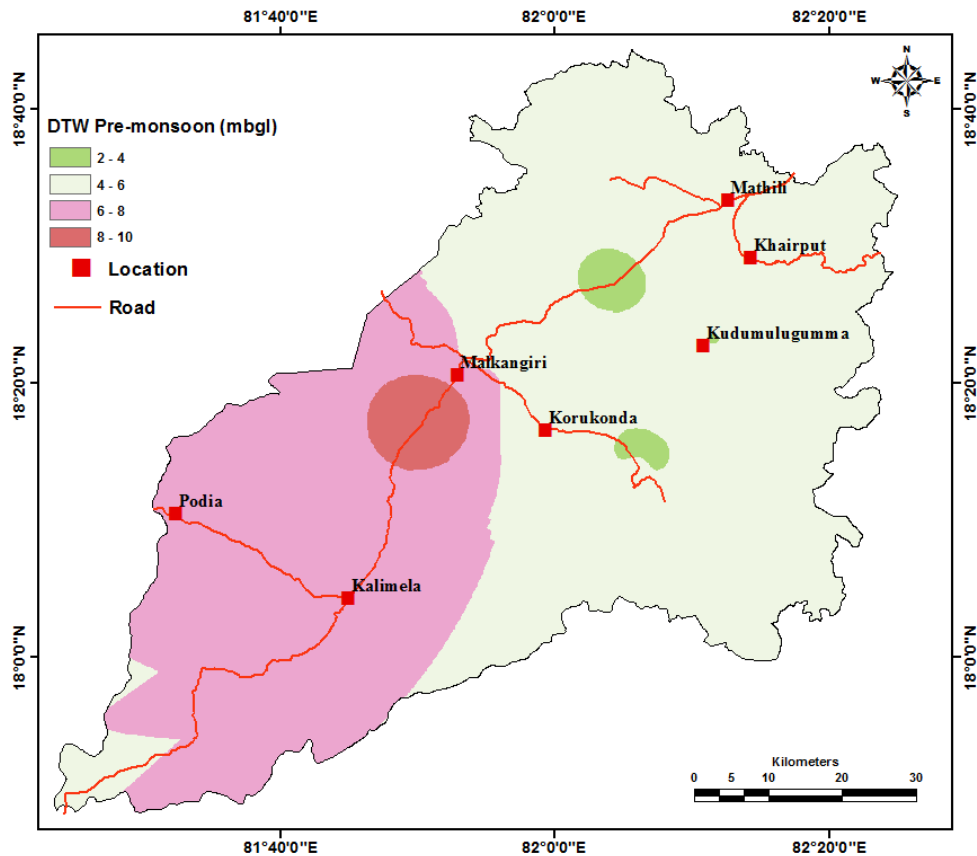 81°40'0"E 82°0'0"E 82°20'0"E
18°40'0"N 18°40'0"N
N
W E
S
DTW Pre-monsoon (mbgl)
2 - 4
4 - 6
6 - 8
8 - 10
Location
Road
Mathili
Khairput
Kudumulugumma
18°20'0"N 18°20'0"N
Malkangiri
Korukonda
Podia
Kalimela
18°0'0"N 18°0'0"N
Kilometers
0 5 10 20 30
81°40'0"E 82°0'0"E 82°20'0"E